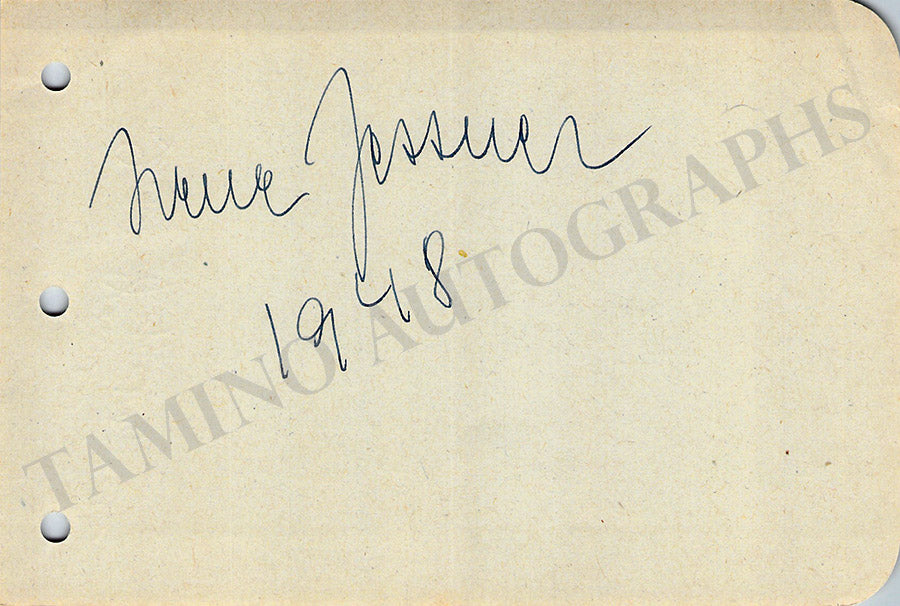 Irene Jessner
1948
TAMINO AUTOGRAPHS